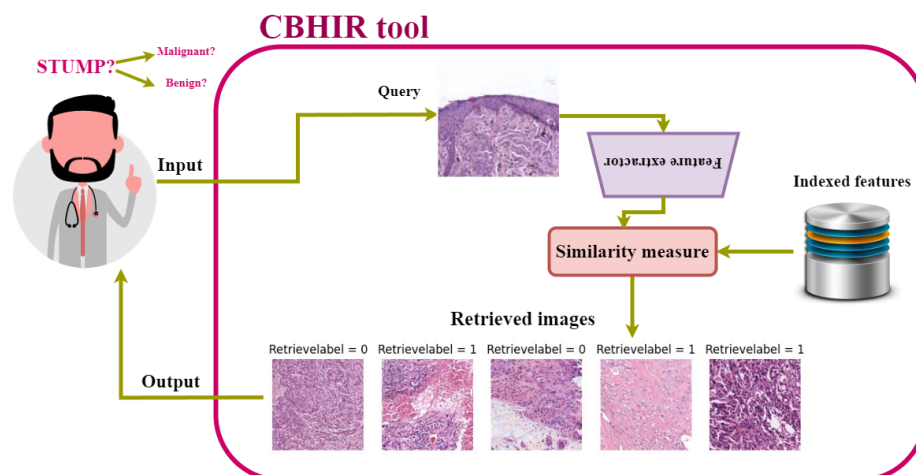 CBHIR tool
STUMP?
Malignant?
Benign?
Query
Input
Feature extractor
Indexed features
Similarity measure
Retrieved images
Retrievelabel = 0
Retrievelabel = 1
Retrievelabel = 0
Retrievelabel = 1
Retrievelabel = 1
Output